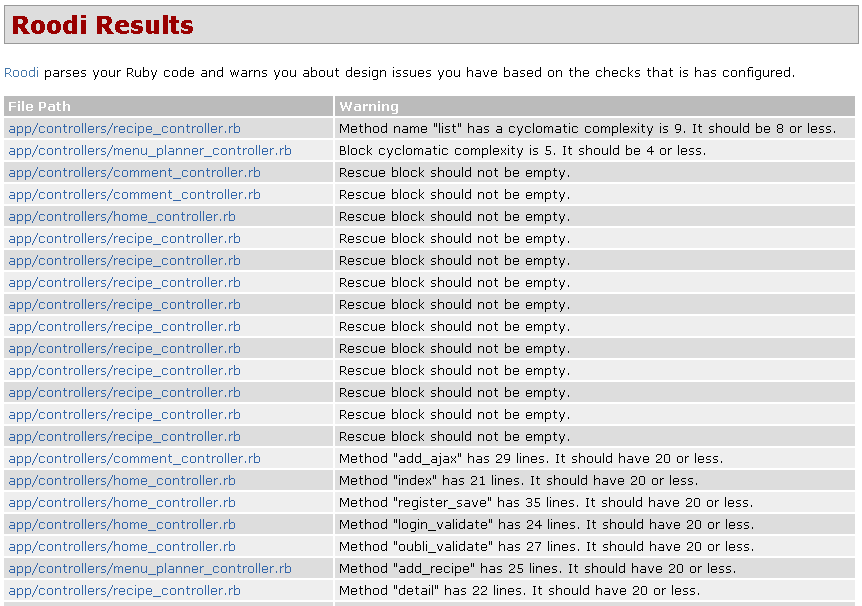 Roodi Results
Roodi parses your Ruby code and warns you about design issues you have based on the checks that is has configured.
File Path Warning
app/controllers/recipe_controller.rb Method name "list" has a cyclomatic complexity is 9. It should be 8 or less.
app/controllers/menu_planner_controller.rb Block cyclomatic complexity is 5. It should be 4 or less.
app/controllers/comment_controller.rb Rescue block should not be empty.
app/controllers/comment_controller.rb Rescue block should not be empty.
app/controllers/home_controller.rb Rescue block should not be empty.
app/controllers/recipe_controller.rb Rescue block should not be empty.
app/controllers/recipe_controller.rb Rescue block should not be empty.
app/controllers/recipe_controller.rb Rescue block should not be empty.
app/controllers/recipe_controller.rb Rescue block should not be empty.
app/controllers/recipe_controller.rb Rescue block should not be empty.
app/controllers/recipe_controller.rb Rescue block should not be empty.
app/controllers/recipe_controller.rb Rescue block should not be empty.
app/controllers/recipe_controller.rb Rescue block should not be empty.
app/controllers/recipe_controller.rb Rescue block should not be empty.
app/controllers/recipe_controller.rb Rescue block should not be empty.
app/controllers/comment_controller.rb Method "add_ajax" has 29 lines. It should have 20 or less.
app/controllers/home_controller.rb Method "index" has 21 lines. It should have 20 or less.
app/controllers/home_controller.rb Method "register_save" has 35 lines. It should have 20 or less.
app/controllers/home_controller.rb Method "login_validate" has 24 lines. It should have 20 or less.
app/controllers/home_controller.rb Method "oubli_validate" has 27 lines. It should have 20 or less.
app/controllers/menu_planner_controller.rb Method "add_recipe" has 25 lines. It should have 20 or less.
app/controllers/recipe_controller.rb Method "detail" has 22 lines. It should have 20 or less.